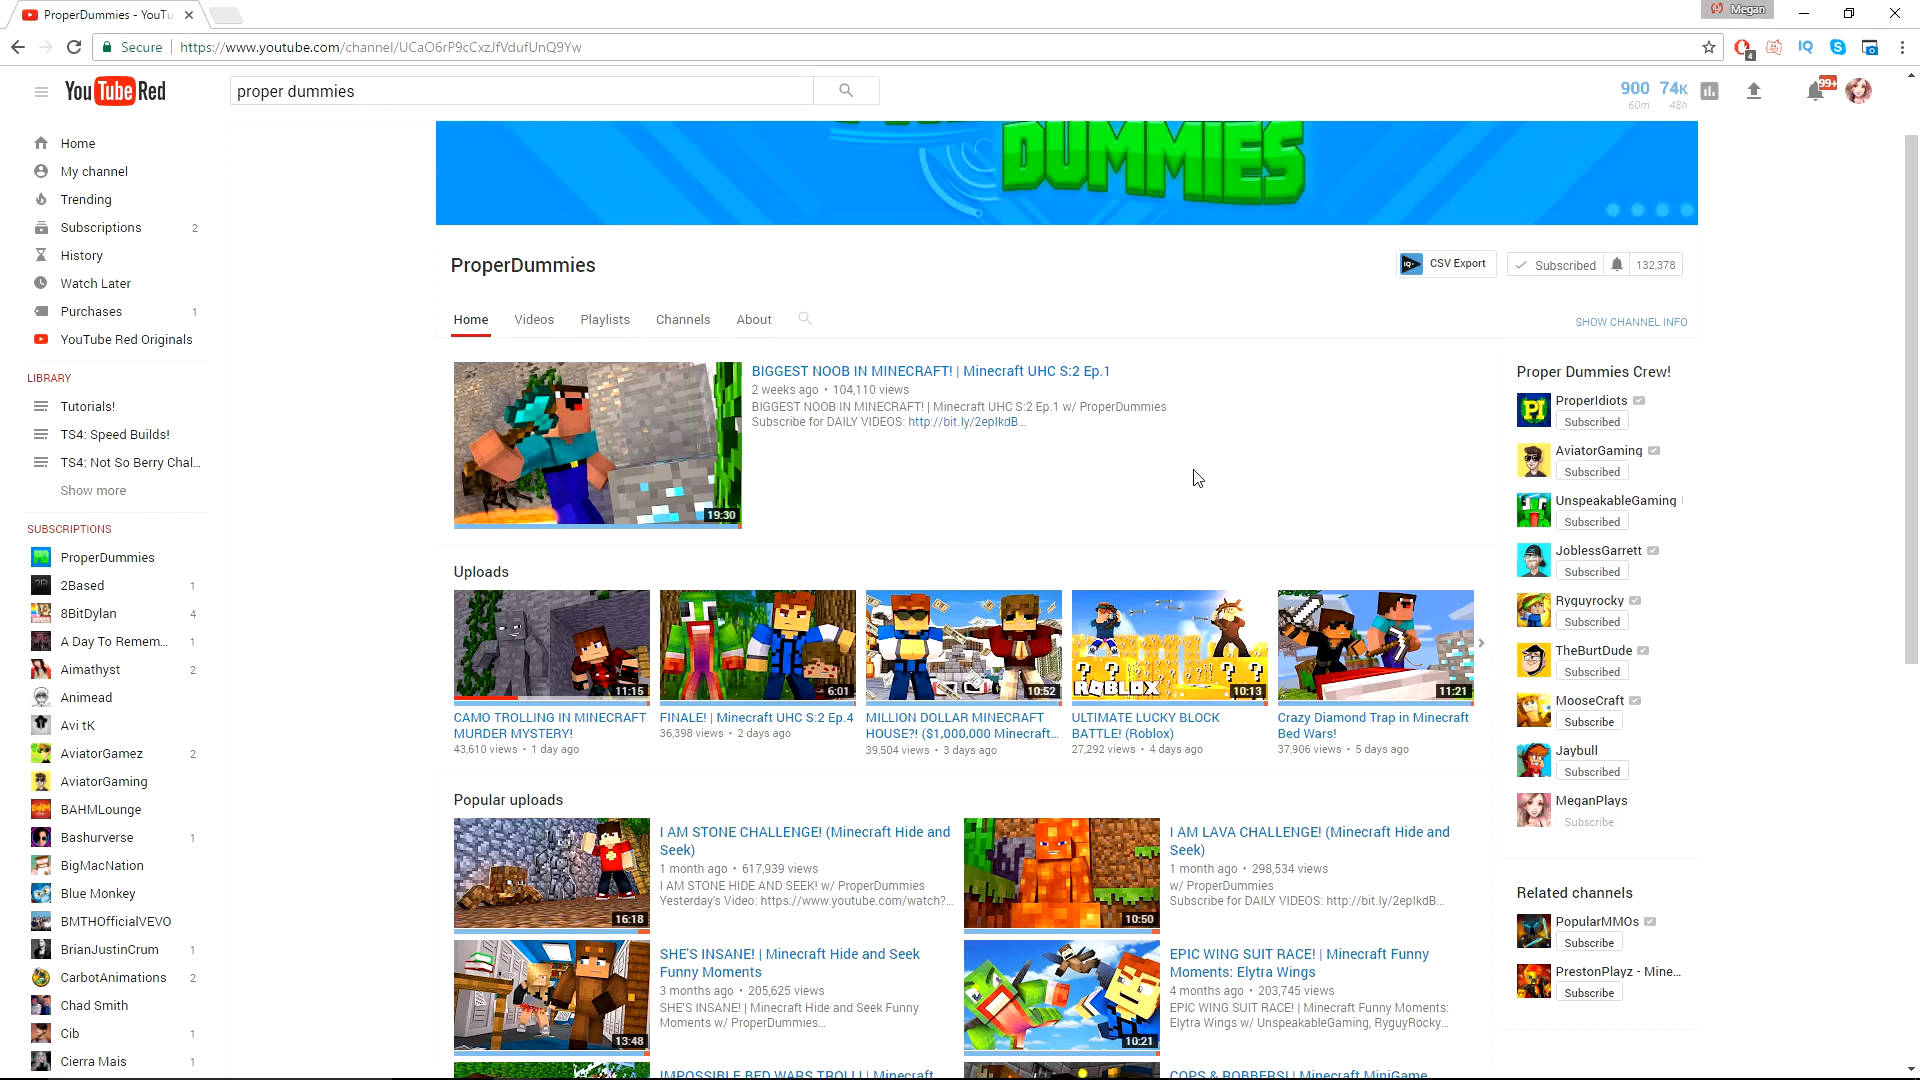 ProperDummies - YouTu
Megan
Secure
https://www.youtube.com/channel/UCaO6rP9cCxzJfVdufUnQ9Yw
4
IQ
YouTube Red
proper dummies
900
60m
74K
48h
99+
Home
My channel
Trending
Subscriptions 2
History
Watch Later
Purchases 1
YouTube Red Originals
LIBRARY
Tutorials!
TS4: Speed Builds!
TS4: Not So Berry Chal...
Show more
SUBSCRIPTIONS
ProperDummies
2Based 1
8BitDylan 4
A Day To Remem... 1
Aimathyst 2
Animead
Avi tK
AviatorGamez 2
AviatorGaming
BAHMLounge
Bashurverse 1
BigMacNation
Blue Monkey
BMTHOfficialVEVO
BrianJustinCrum 1
CarbotAnimations 2
Chad Smith
Cib 1
Cierra Mais 1
DUMMIES
ProperDummies
IQ
CSV Export
Subscribed
132,378
Home
Videos
Playlists
Channels
About
SHOW CHANNEL INFO
19:30
BIGGEST NOOB IN MINECRAFT! | Minecraft UHC S:2 Ep.1
2 weeks ago • 104,110 views
BIGGEST NOOB IN MINECRAFT! | Minecraft UHC S:2 Ep.1 w/ ProperDummies
Subscribe for DAILY VIDEOS: http://bit.ly/2eplkdB...
Uploads
11:15
CAMO TROLLING IN MINECRAFT
MURDER MYSTERY!
43,610 views • 1 day ago
6:01
FINALE! | Minecraft UHC S:2 Ep.4
36,398 views • 2 days ago
10:52
MILLION DOLLAR MINECRAFT
HOUSE?! ($1,000,000 Minecraft...
39,504 views • 3 days ago
ROBLOX
10:13
ULTIMATE LUCKY BLOCK
BATTLE! (Roblox)
27,292 views • 4 days ago
11:21
Crazy Diamond Trap in Minecraft
Bed Wars!
37,906 views • 5 days ago
Popular uploads
16:18
I AM STONE CHALLENGE! (Minecraft Hide and
Seek)
1 month ago • 617,939 views
I AM STONE HIDE AND SEEK! w/ ProperDummies
Yesterday's Video: https://www.youtube.com/watch?...
10:50
I AM LAVA CHALLENGE! (Minecraft Hide and
Seek)
1 month ago • 298,534 views
w/ ProperDummies
Subscribe for DAILY VIDEOS: http://bit.ly/2eplkdB...
13:48
SHE'S INSANE! | Minecraft Hide and Seek
Funny Moments
3 months ago • 205,625 views
SHE'S INSANE! | Minecraft Hide and Seek Funny
Moments w/ ProperDummies...
10:21
EPIC WING SUIT RACE! | Minecraft Funny
Moments: Elytra Wings
4 months ago • 203,745 views
EPIC WING SUIT RACE! | Minecraft Funny Moments:
Elytra Wings w/ UnspeakableGaming, RyguyRocky...
IMPOSSIBLE BED WARS TROLL! | Minecraft
COPS & ROBBERS! | Minecraft MiniGame
Proper Dummies Crew!
PI
ProperIdiots
Subscribed
AviatorGaming
Subscribed
UnspeakableGaming
Subscribed
JoblessGarrett
Subscribed
Ryguyrocky
Subscribed
TheBurtDude
Subscribed
MooseCraft
Subscribe
Jaybull
Subscribed
MeganPlays
Subscribe
Related channels
PopularMMOs
Subscribe
PrestonPlayz - Mine...
Subscribe